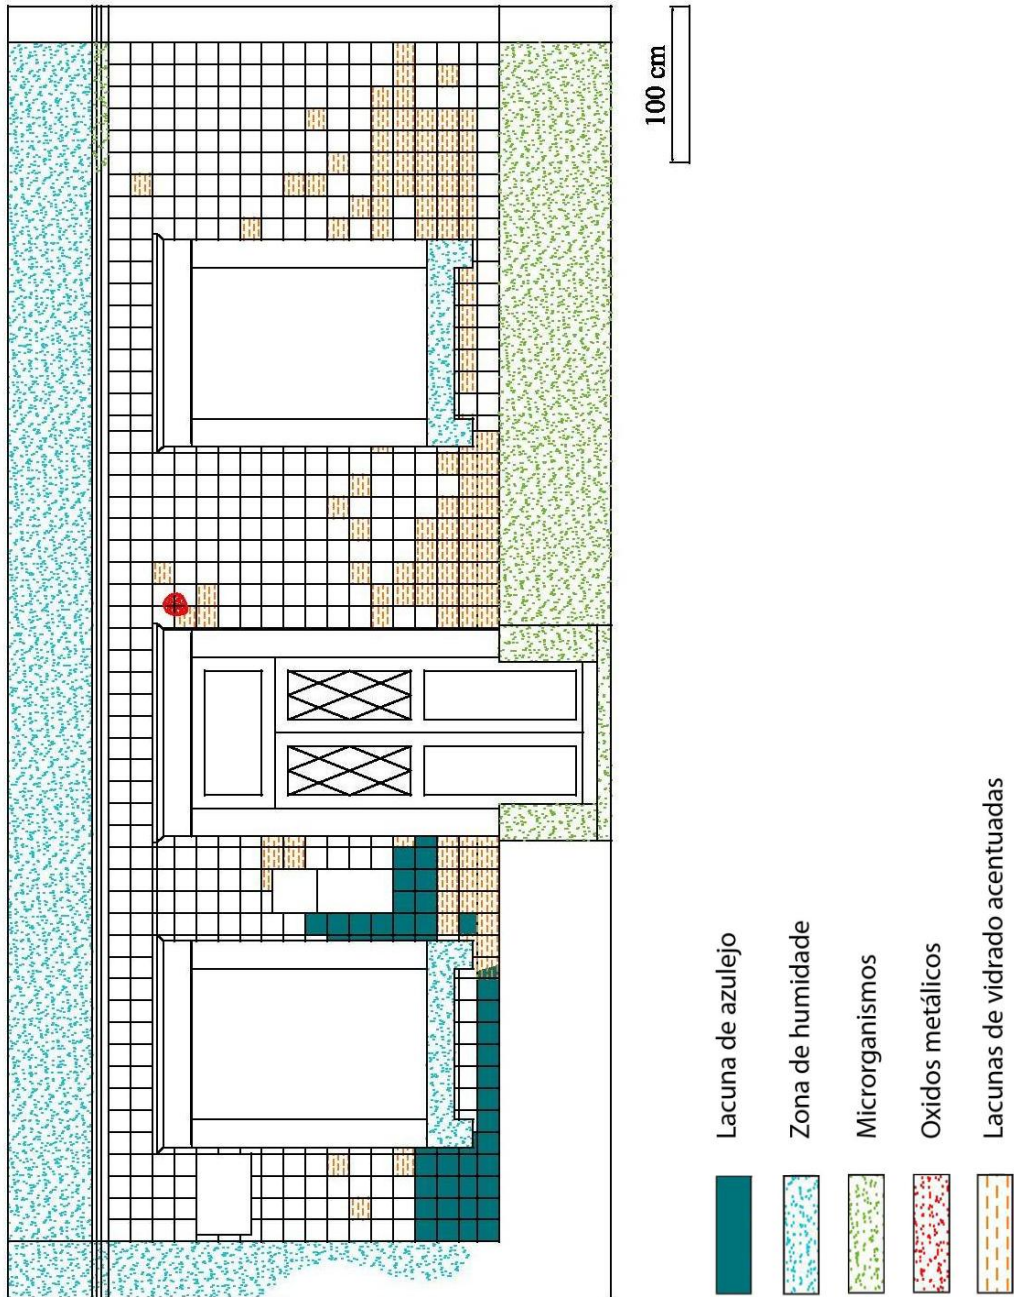 100 cm
Lacuna de azulejo
Zona de humidade
Microrganismos
Oxidos metálicos
Lacunas de vidrado acentuadas